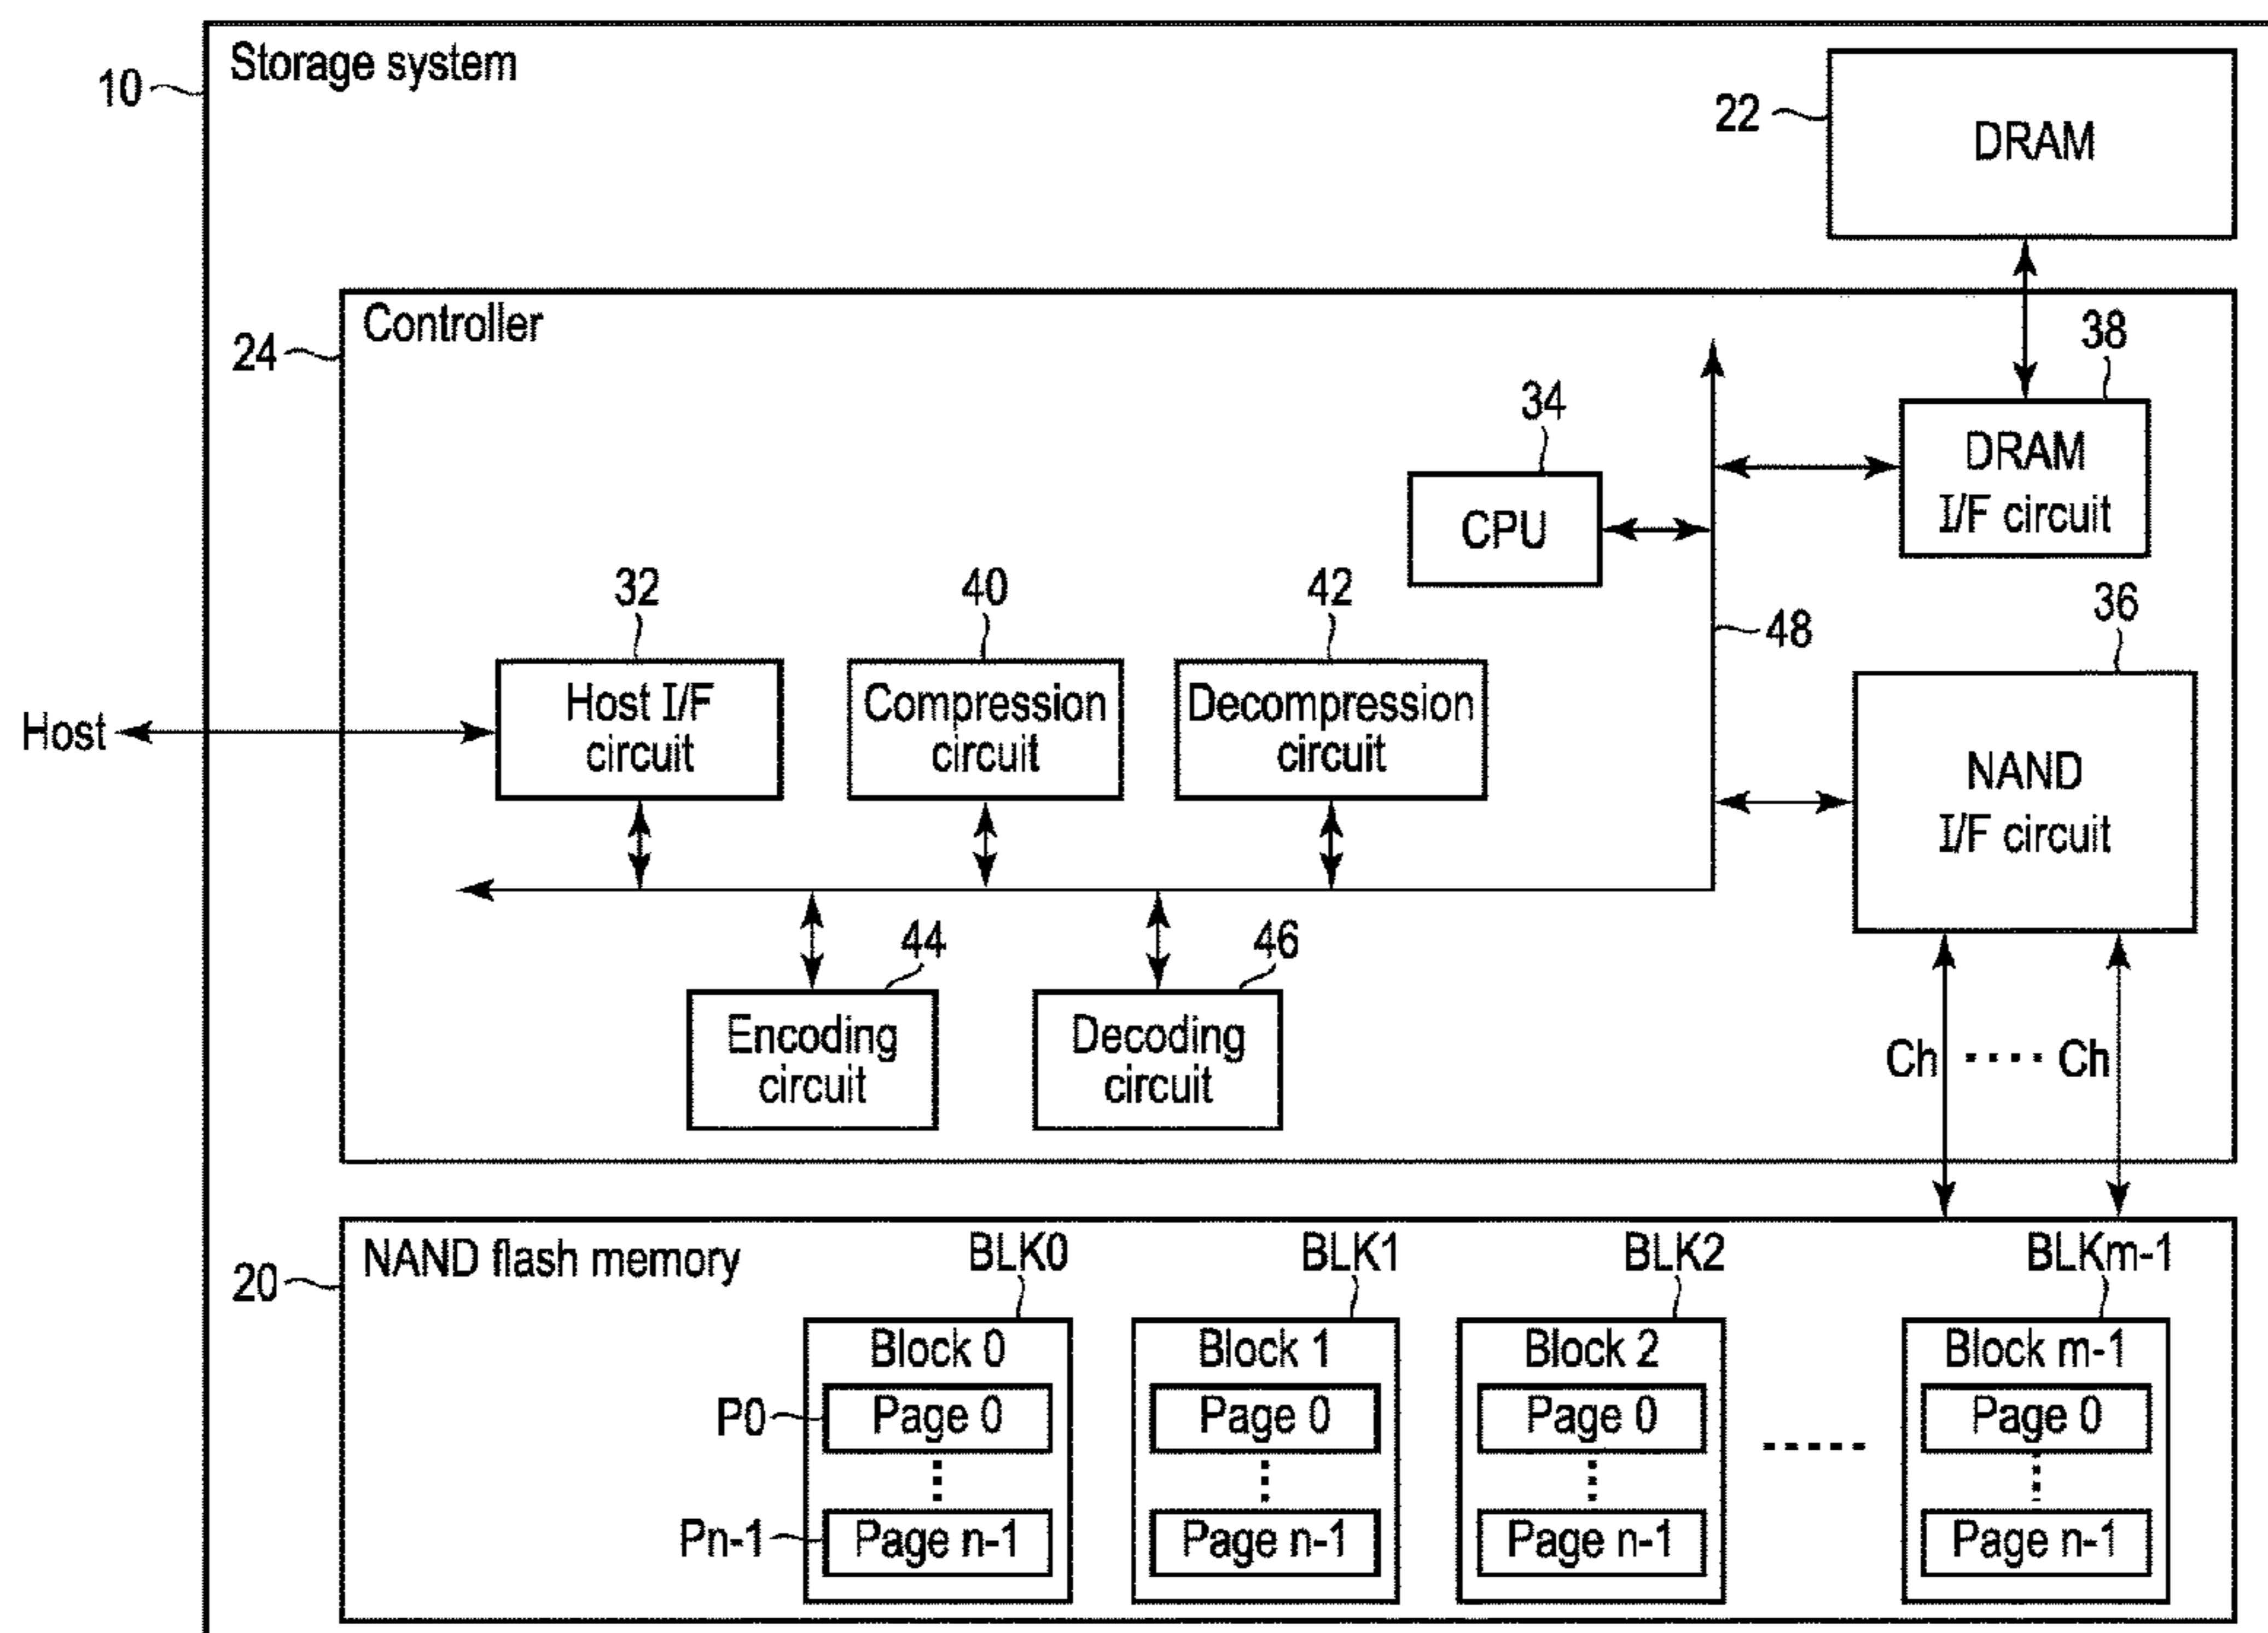 Storage system
10
22
DRAM
24
Controller
38
DRAM
I/F circuit
34
CPU
32
40
42
48
36
Host
Host I/F
circuit
Compression
circuit
Decompression
circuit
NAND
I/F circuit
44
46
Encoding
circuit
Decoding
circuit
Ch ···· Ch
20
NAND flash memory
BLK0
BLK1
BLK2
BLKm-1
Block 0
Block 1
Block 2
Block m-1
P0
Page 0
Page 0
Page 0
Page 0
Pn-1
Page n-1
Page n-1
Page n-1
Page n-1